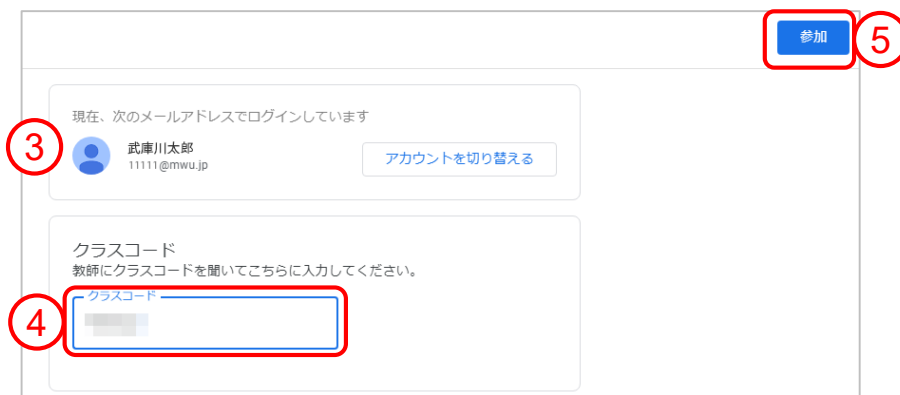 参加
⑤
現在、次のメールアドレスでログインしています
③
武庫川太郎
11111@mwu.jp
アカウントを切り替える
クラスコード
教師にクラスコードを聞いてこちらに入力してください。
クラスコード
④